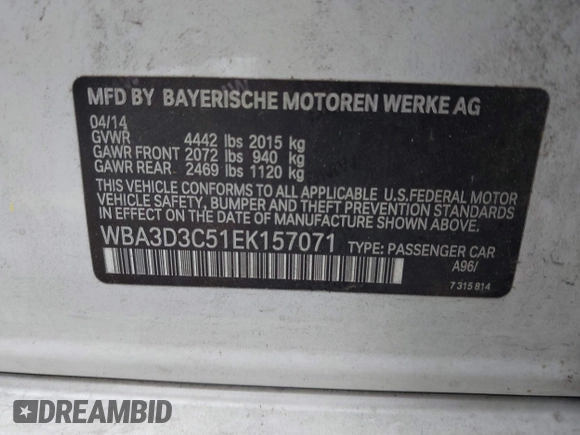 MFD BY BAYERISCHE MOTOREN WERKE AG
04/14
GVWR 4442 lbs 2015 kg
GAWR FRONT 2072 lbs 940 kg
GAWR REAR 2469 lbs 1120 kg
THIS VEHICLE CONFORMS TO ALL APPLICABLE U.S.FEDERAL MOTOR
VEHICLE SAFETY, BUMPER AND THEFT PREVENTION STANDARDS
IN EFFECT ON THE DATE OF MANUFACTURE SHOWN ABOVE.
WBA3D3C51EK157071 TYPE: PASSENGER CAR
A96/
7 315 814
DREAMBID